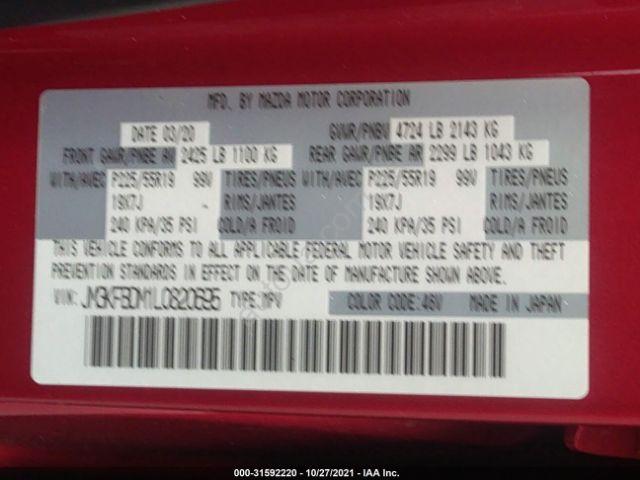 MFD. BY MAZDA MOTOR CORPORATION
DATE 03/20 GVWR/PNBV 4724 LB 2143 KG
FRONT GAWR/PNBE AV 2425 LB 1100 KG REAR GAWR/PNBE AR 2299 LB 1043 KG
WITH/AVEC P225/55R19 99V TIRES/PNEUS WITH/AVEC P225/55R19 99V TIRES/PNEUS
19X7J - RIMS/JANTES 19X7J RIMS/JANTES
240 KPA/35 PSI COLD/A FROID 240 KPA/35 PSI COLD/A FROID
THIS VEHICLE CONFORMS TO ALL APPLICABLE FEDERAL MOTOR VEHICLE SAFETY AND THEFT
PREVENTION STANDARDS IN EFFECT ON THE DATE OF MANUFACTURE SHOWN ABOVE.
VIN: JM3KFBDM1L0820695 TYPE:MPV COLOR CODE:46V MADE IN JAPAN
000-31592220 - 10/27/2021 - IAA Inc.